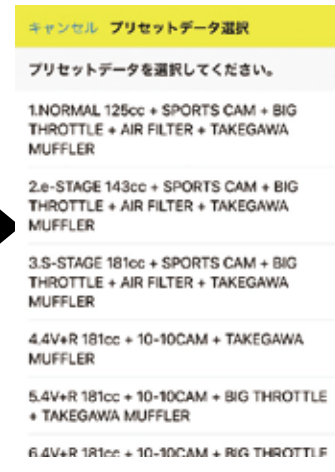 キャンセル プリセットデータ選択
プリセットデータを選択してください。
1.NORMAL 125cc + SPORTS CAM + BIG
THROTTLE + AIR FILTER + TAKEGAWA
MUFFLER
2.e-STAGE 143cc + SPORTS CAM + BIG
THROTTLE + AIR FILTER + TAKEGAWA
MUFFLER
3.S-STAGE 181cc + SPORTS CAM + BIG
THROTTLE + AIR FILTER + TAKEGAWA
MUFFLER
4.4V+R 181cc + 10-10CAM + TAKEGAWA
MUFFLER
5.4V+R 181cc + 10-10CAM + BIG THROTTLE
+ TAKEGAWA MUFFLER
6.4V+R 181cc + 10-10CAM + BIG THROTTLE